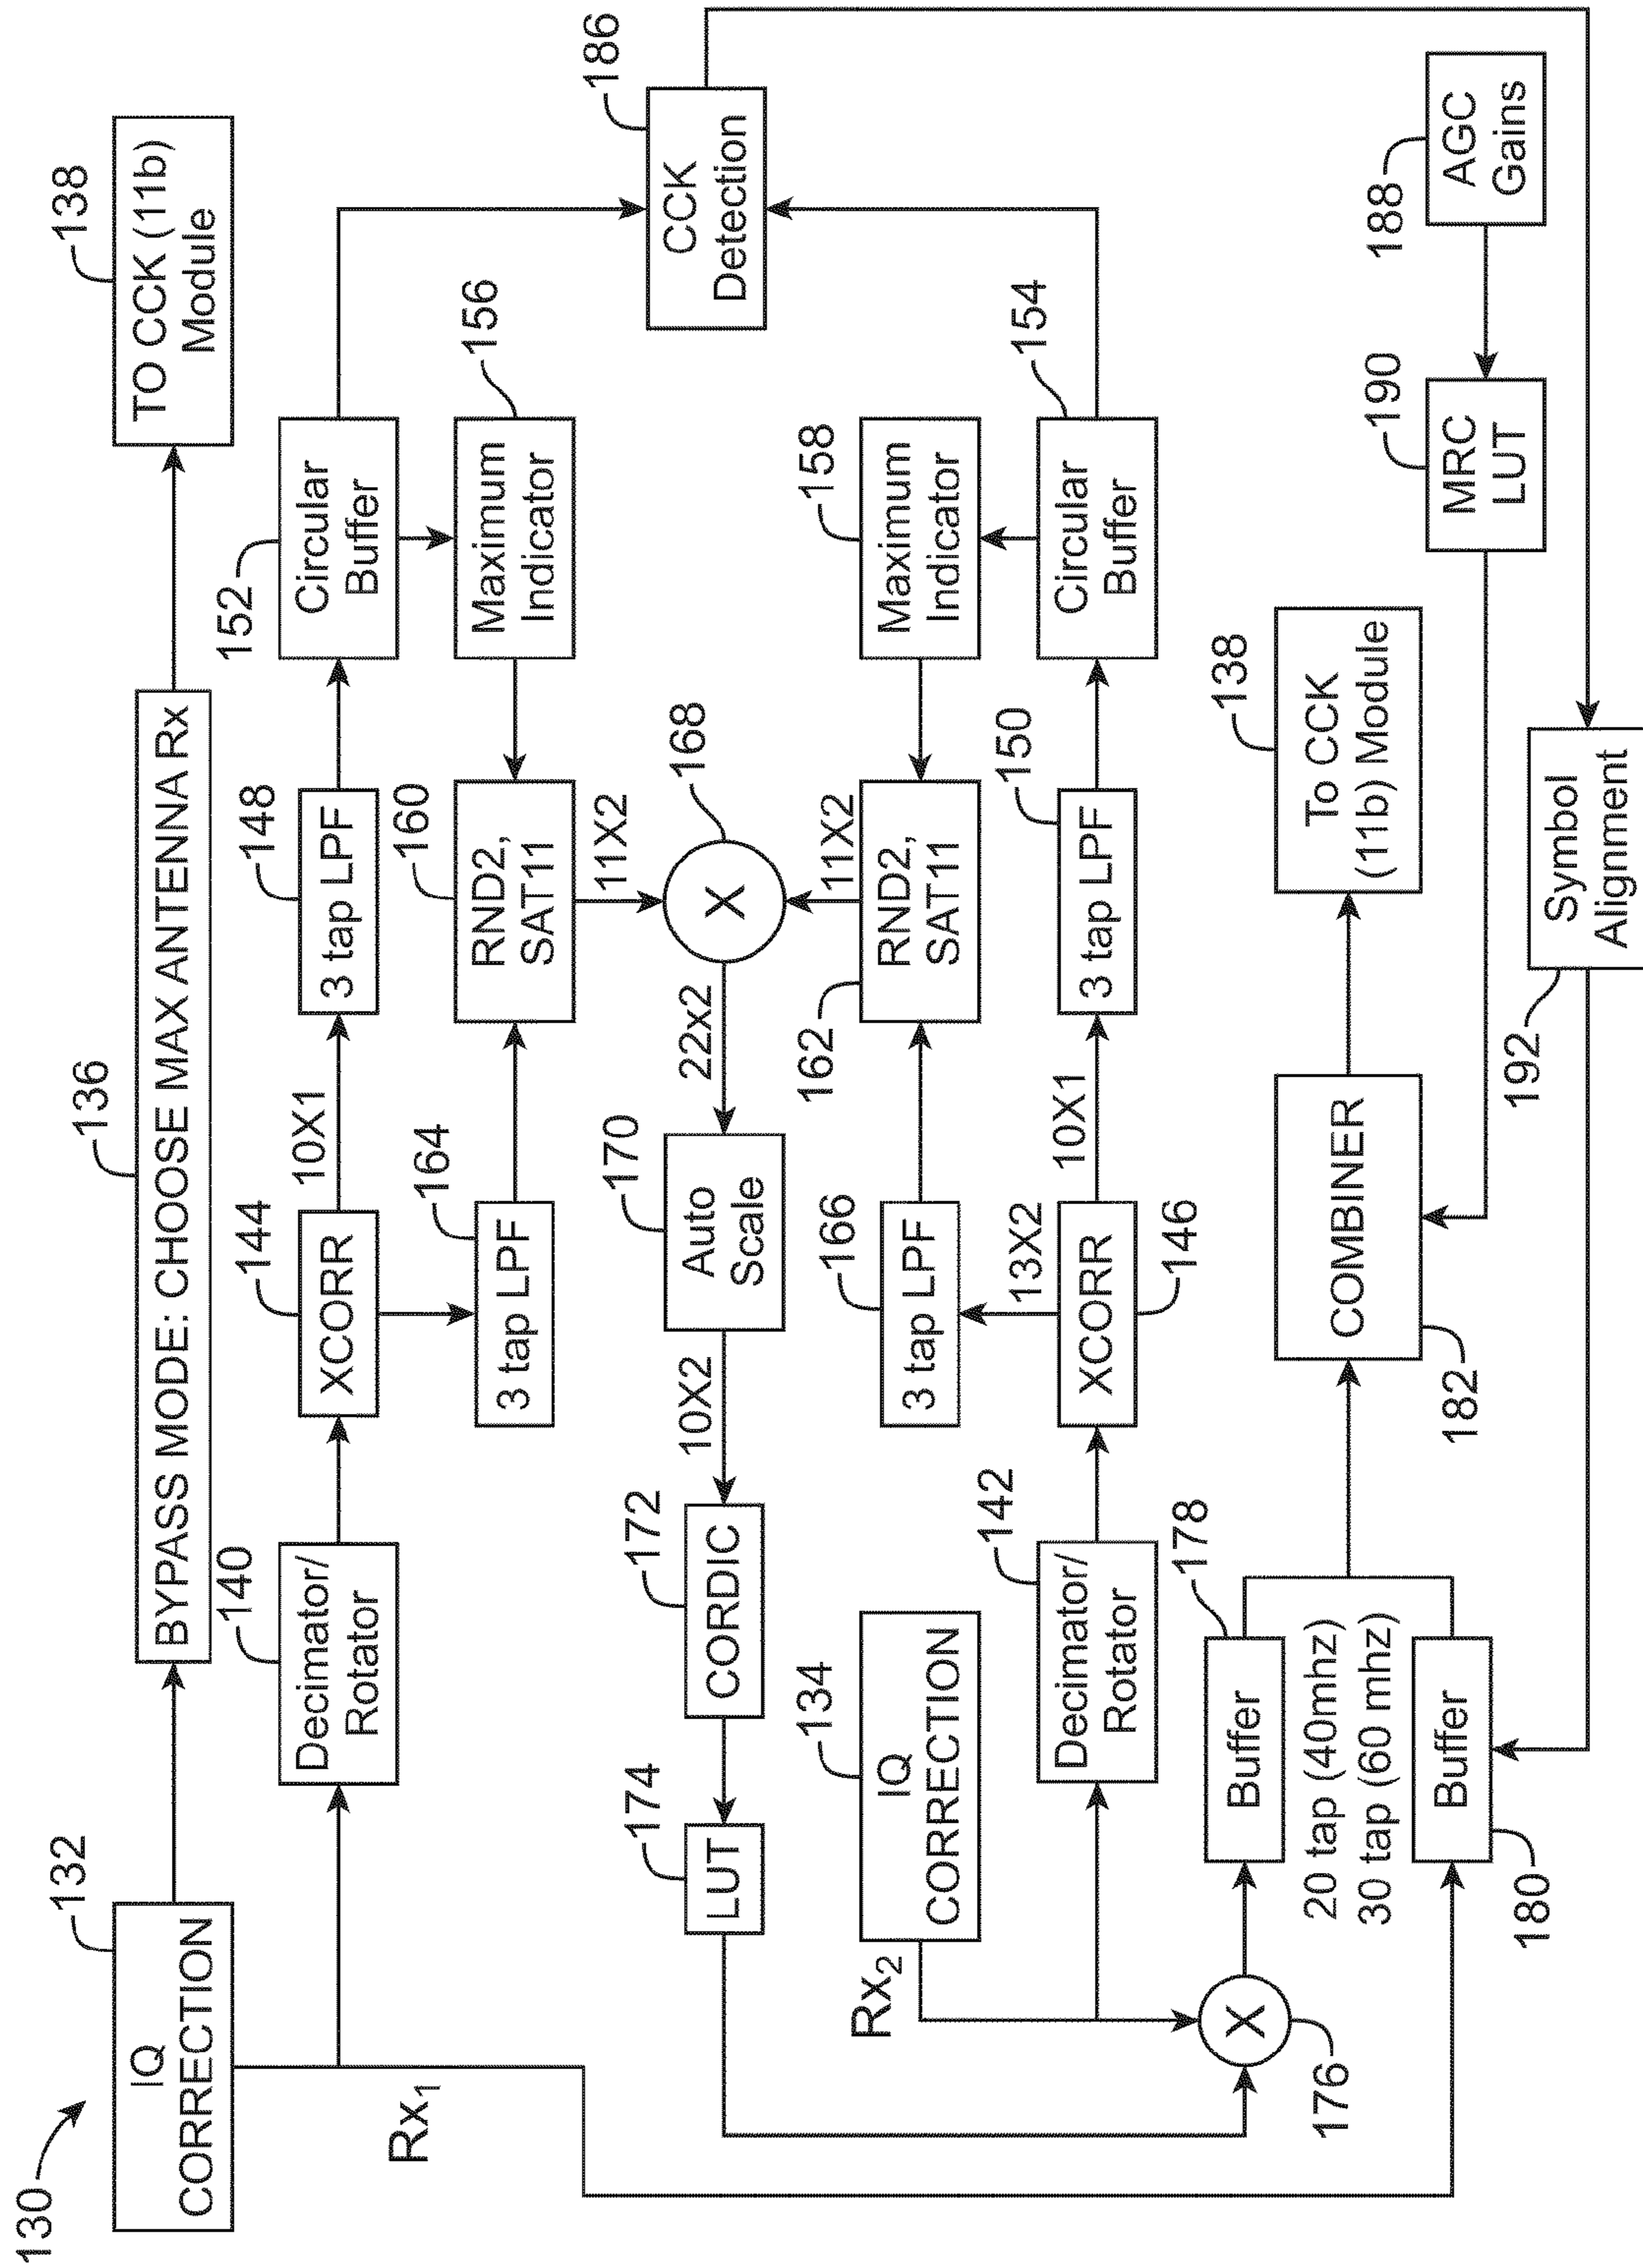 130
132
IQ
CORRECTION
136
BYPASS MODE: CHOOSE MAX ANTENNA Rx
138
TO CCK (11b)
Module
Rx1
140
Decimator/
Rotator
144
XCORR
10X1
148
3 tap LPF
152
Circular
Buffer
164
3 tap LPF
160
RND2,
SAT11
156
Maximum
Indicator
11X2
186
CCK
Detection
174
LUT
172
CORDIC
10X2
170
Auto
Scale
22x2
X
168
11X2
134
IQ
CORRECTION
Rx2
166
3 tap LPF
162
RND2,
SAT11
158
Maximum
Indicator
13X2
142
Decimator/
Rotator
XCORR
146
10X1
150
3 tap LPF
154
Circular
Buffer
X
176
178
Buffer
20 tap (40mhz)
30 tap (60 mhz)
Buffer
180
COMBINER
182
138
To CCK
(11b) Module
190
MRC
LUT
188
AGC
Gains
192
Symbol
Alignment